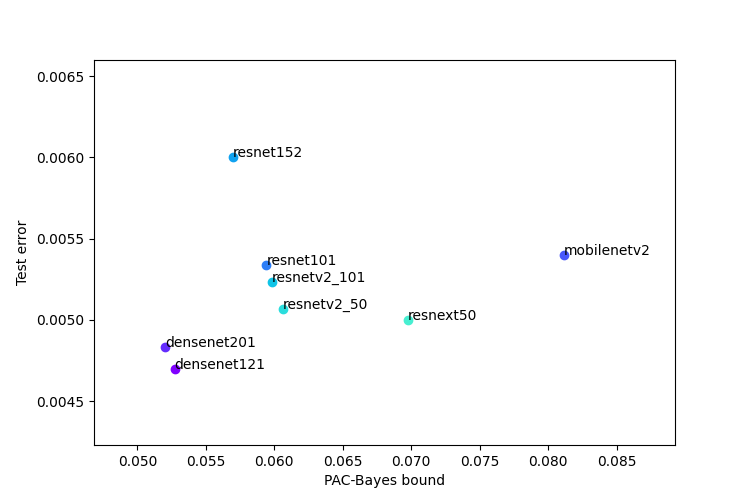 0.0065
0.0060
0.0055
0.0050
0.0045
Test error
resnet152
mobilenetv2
resnet101
resnetv2_101
resnetv2_50
resnext50
densenet201
densenet121
0.050 0.055 0.060 0.065 0.070 0.075 0.080 0.085
PAC-Bayes bound